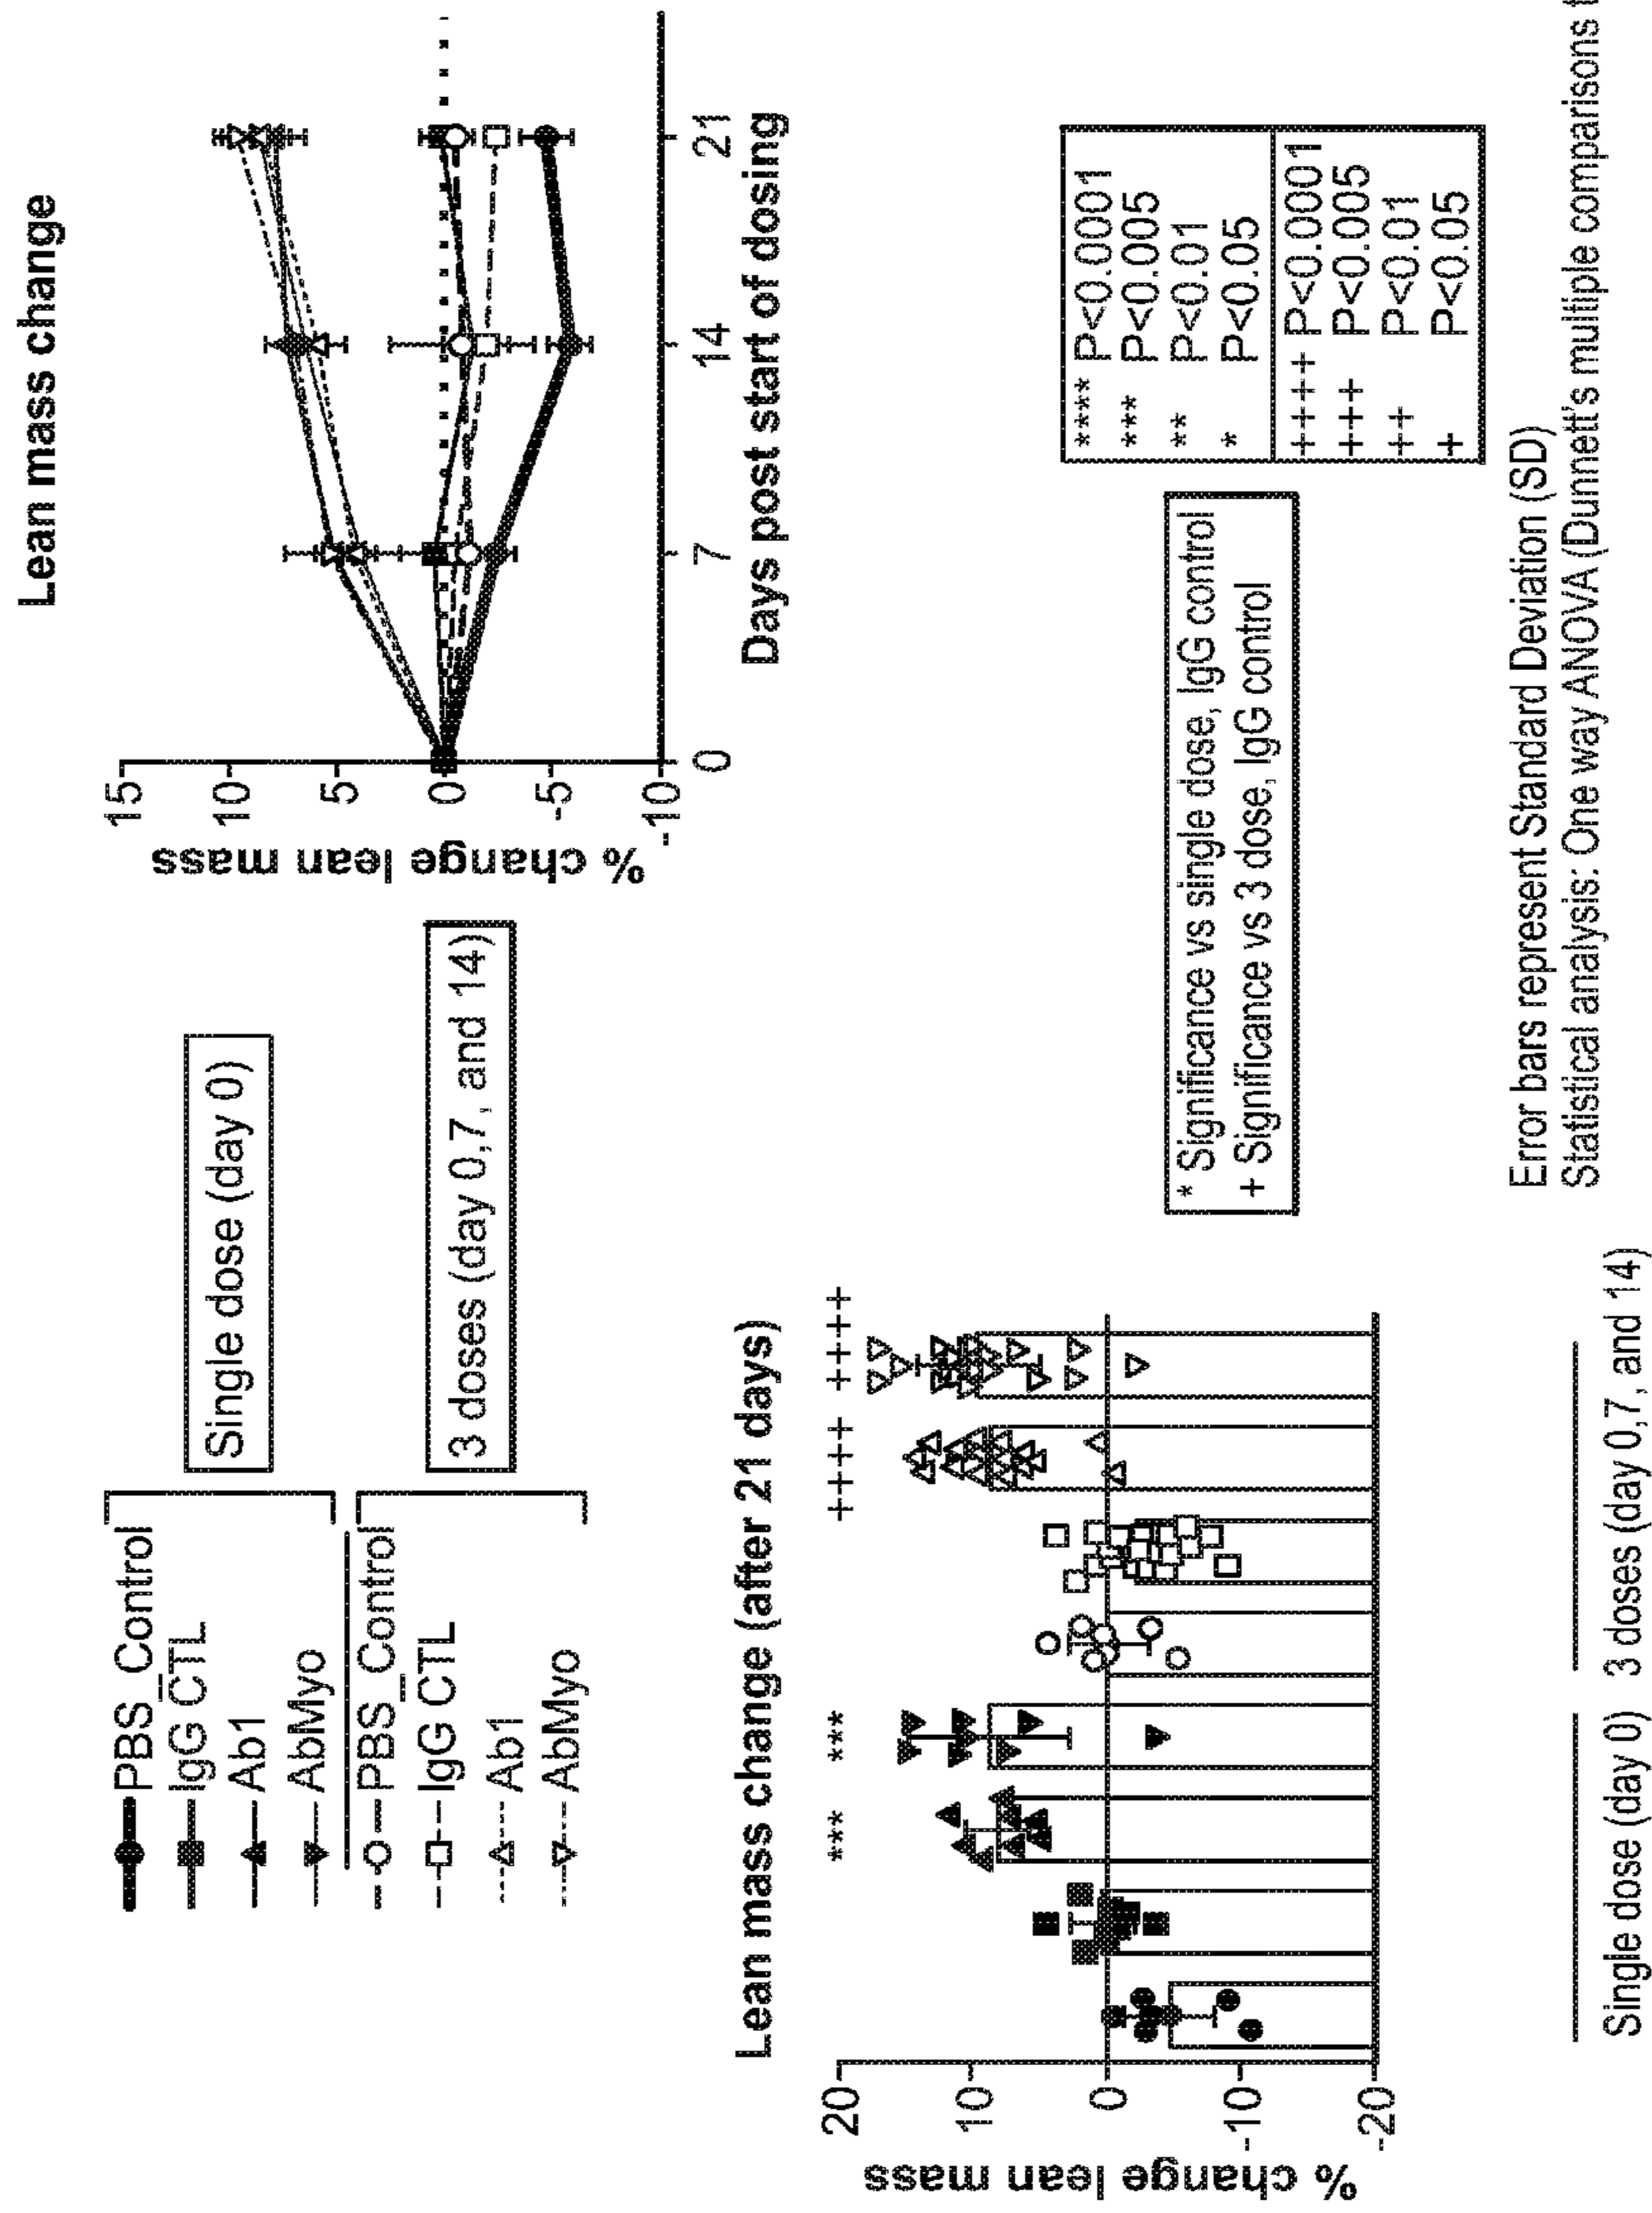 PBS_Control
IgG CTL
Ab1
AbMyo
Single dose (day 0)
PBS_Control
IgG CTL
Ab1
AbMyo
3 doses (day 0,7, and 14)
Lean mass change
% change lean mass
15
10
5
0
-5
-10
0 7 14 21
Days post start of dosing
Lean mass change (after 21 days)
% change lean mass
20
10
0
-10
-20
*** *** ++++ ++++
Single dose (day 0) 3 doses (day 0,7, and 14)
* Significance vs single dose, IgG control
+ Significance vs 3 dose, IgG control
**** P<0.0001
*** P<0.005
** P<0.01
* P<0.05
++++ P<0.0001
+++ P<0.005
++ P<0.01
+ P<0.05
Error bars represent Standard Deviation (SD)
Statistical analysis: One way ANOVA (Dunnett's multiple comparisons